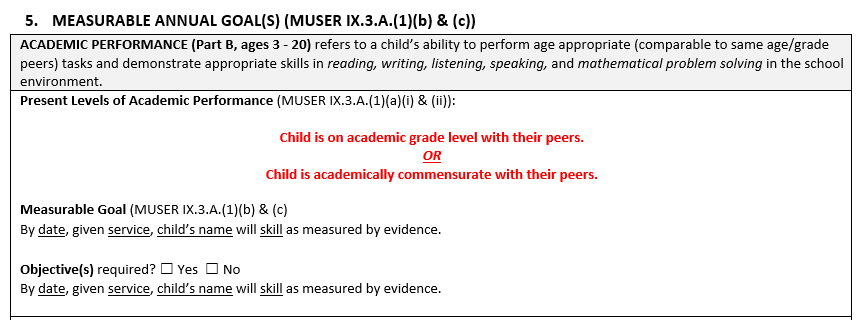 5. MEASURABLE ANNUAL GOAL(S) (MUSER IX.3.A.(1)(b) & (c))
ACADEMIC PERFORMANCE (Part B, ages 3 - 20) refers to a child's ability to perform age appropriate (comparable to same age/grade
peers) tasks and demonstrate appropriate skills in reading, writing, listening, speaking, and mathematical problem solving in the school
environment.
Present Levels of Academic Performance (MUSER IX.3.A.(1)(a)(i) & (ii)):
Child is on academic grade level with their peers.
OR
Child is academically commensurate with their peers.
Measurable Goal (MUSER IX.3.A.(1)(b) & (c)
By date, given service, child's name will skill as measured by evidence.
Objective(s) required? ☐ Yes ☐ No
By date, given service, child's name will skill as measured by evidence.